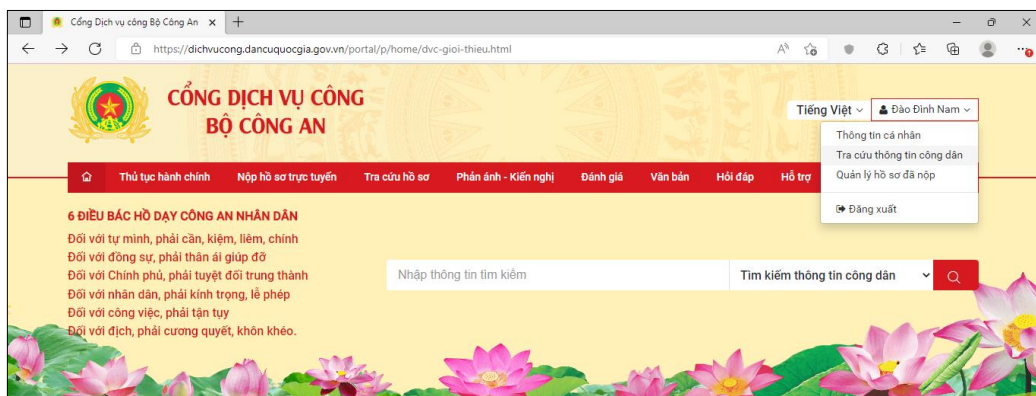 Cổng Dịch vụ công Bộ Công An
https://dichvucong.dancuquocgia.gov.vn/portal/p/home/dvc-gioi-thieu.html
CỔNG DỊCH VỤ CÔNG
BỘ CÔNG AN
Tiếng Việt
Đào Đình Nam
Thông tin cá nhân
Tra cứu thông tin công dân
Quản lý hồ sơ đã nộp
Đăng xuất
Thủ tục hành chính Nộp hồ sơ trực tuyến Tra cứu hồ sơ Phản ánh - Kiến nghị Đánh giá Văn bản Hỏi đáp Hỗ trợ
6 ĐIỀU BÁC HỒ DẠY CÔNG AN NHÂN DÂN
Đối với tự mình, phải cần, kiệm, liêm, chính
Đối với đồng sự, phải thân ái giúp đỡ
Đối với Chính phủ, phải tuyệt đối trung thành
Đối với nhân dân, phải kính trọng, lễ phép
Đối với công việc, phải tận tụy
Đối với địch, phải cương quyết, khôn khéo.
Nhập thông tin tìm kiếm
Tìm kiếm thông tin công dân